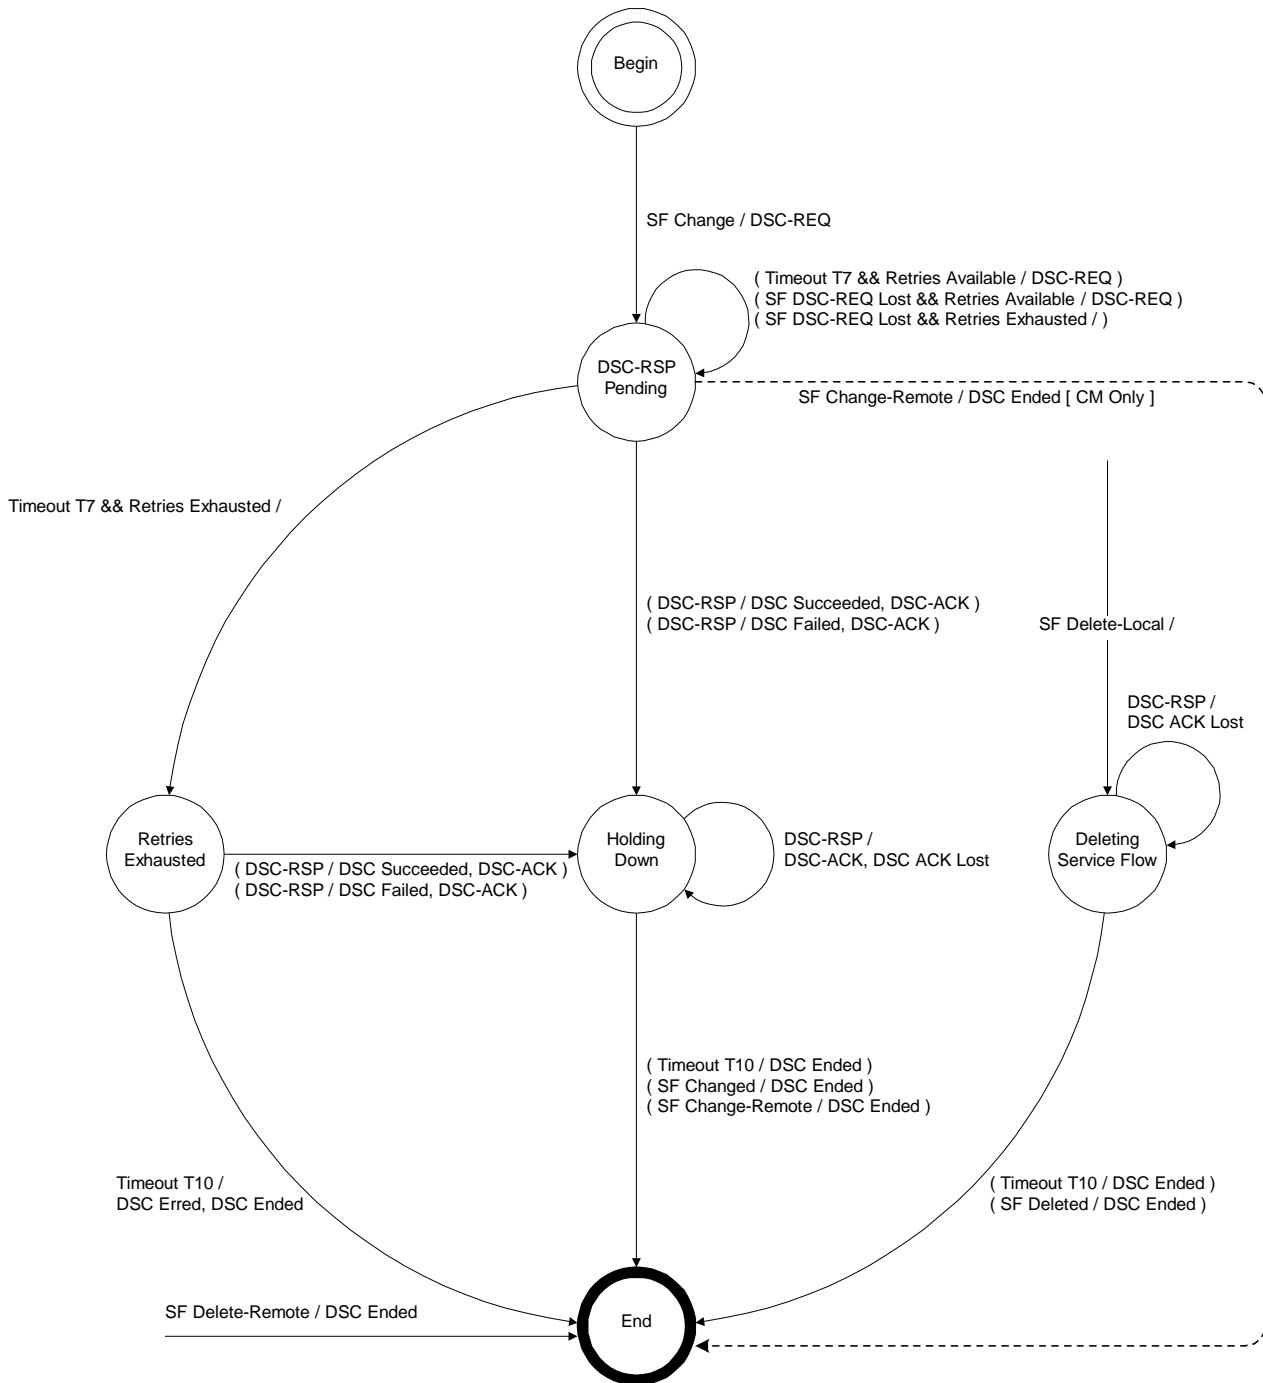 Begin
SF Change / DSC-REQ
( Timeout T7 && Retries Available / DSC-REQ )
( SF DSC-REQ Lost && Retries Available / DSC-REQ )
( SF DSC-REQ Lost && Retries Exhausted / )
DSC-RSP
Pending
SF Change-Remote / DSC Ended [ CM Only ]
Timeout T7 && Retries Exhausted /
( DSC-RSP / DSC Succeeded, DSC-ACK )
( DSC-RSP / DSC Failed, DSC-ACK )
SF Delete-Local /
DSC-RSP /
DSC ACK Lost
Retries
Exhausted
( DSC-RSP / DSC Succeeded, DSC-ACK )
( DSC-RSP / DSC Failed, DSC-ACK )
Holding
Down
DSC-RSP /
DSC-ACK, DSC ACK Lost
Deleting
Service Flow
( Timeout T10 / DSC Ended )
( SF Changed / DSC Ended )
( SF Change-Remote / DSC Ended )
Timeout T10 /
DSC Erred, DSC Ended
( Timeout T10 / DSC Ended )
( SF Deleted / DSC Ended )
SF Delete-Remote / DSC Ended
End